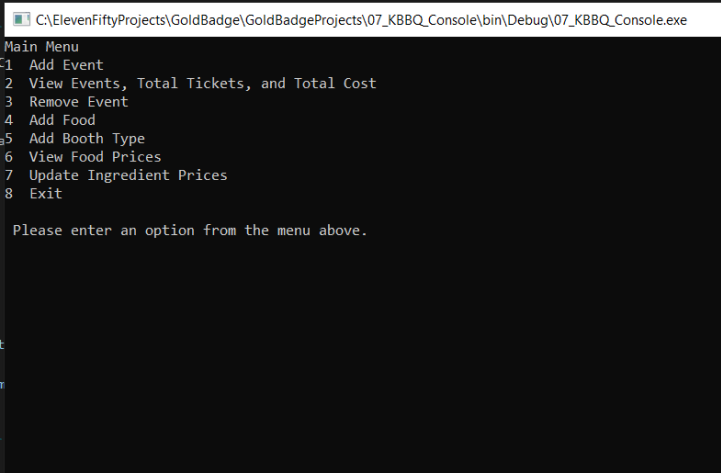 C:\ElevenFiftyProjects\GoldBadge\GoldBadgeProjects\07_KBBQ_Console\bin\Debug\07_KBBQ_Console.exe
Main Menu
1  Add Event
2  View Events, Total Tickets, and Total Cost
3  Remove Event
4  Add Food
5  Add Booth Type
6  View Food Prices
7  Update Ingredient Prices
8  Exit
Please enter an option from the menu above.